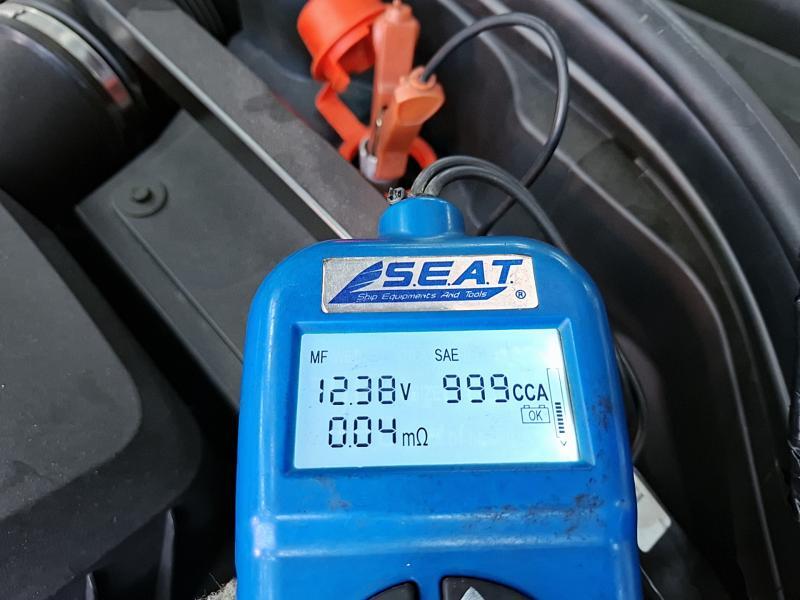 S.E.A.T.
Ship Equipments And Tools ®
MF SAE
12.38V 999CCA
OK
0.04mΩ